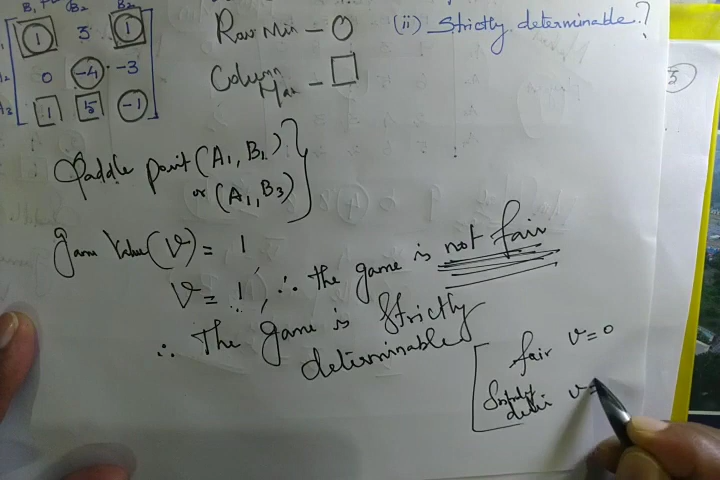 B₁ B₂ B₃
1 3 1
0 -4 -3
1 5 -1
Row Min - ○
Column Max - □
(ii) Strictly determinable?
Saddle point (A₁, B₁)
or (A₁, B₃)
Game Value (V) = 1
V = 1, ∴ the game is not fair
∴ The game is Strictly
determinable
fair v=0
v=